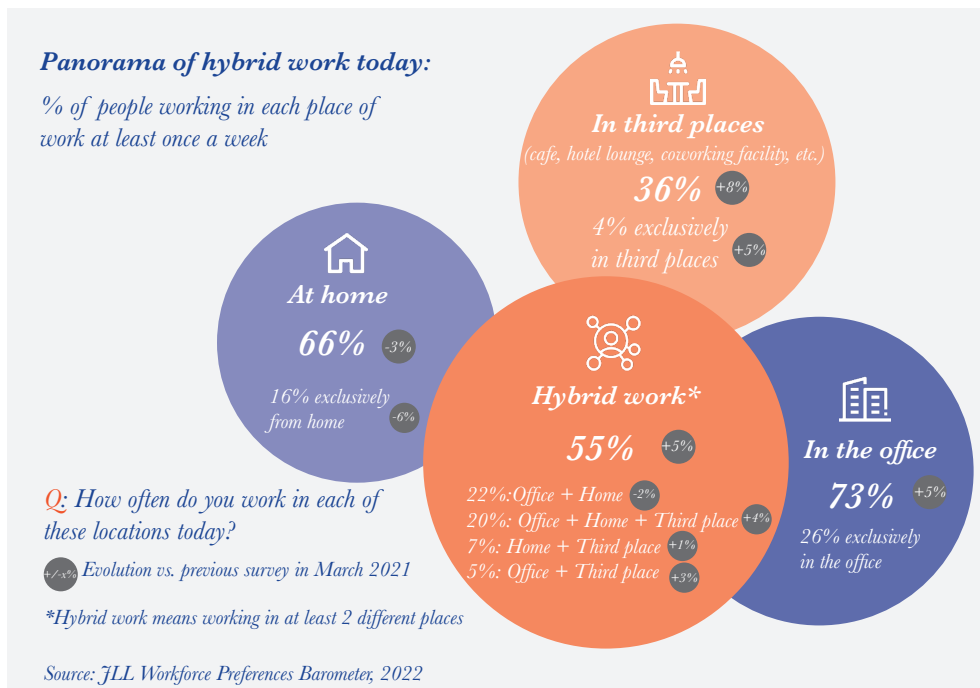 Panorama of hybrid work today:
% of people working in each place of
work at least once a week
In third places
(cafe, hotel lounge, coworking facility, etc.)
36% +8%
4% exclusively
in third places +5%
At home
66% -3%
16% exclusively
from home -6%
Hybrid work*
55% +5%
22%:Office + Home -2%
20%: Office + Home + Third place +4%
7%: Home + Third place +1%
5%: Office + Third place +3%
In the office
73% +5%
26% exclusively
in the office
Q: How often do you work in each of
these locations today?
+/-x% Evolution vs. previous survey in March 2021
*Hybrid work means working in at least 2 different places
Source: JLL Workforce Preferences Barometer, 2022